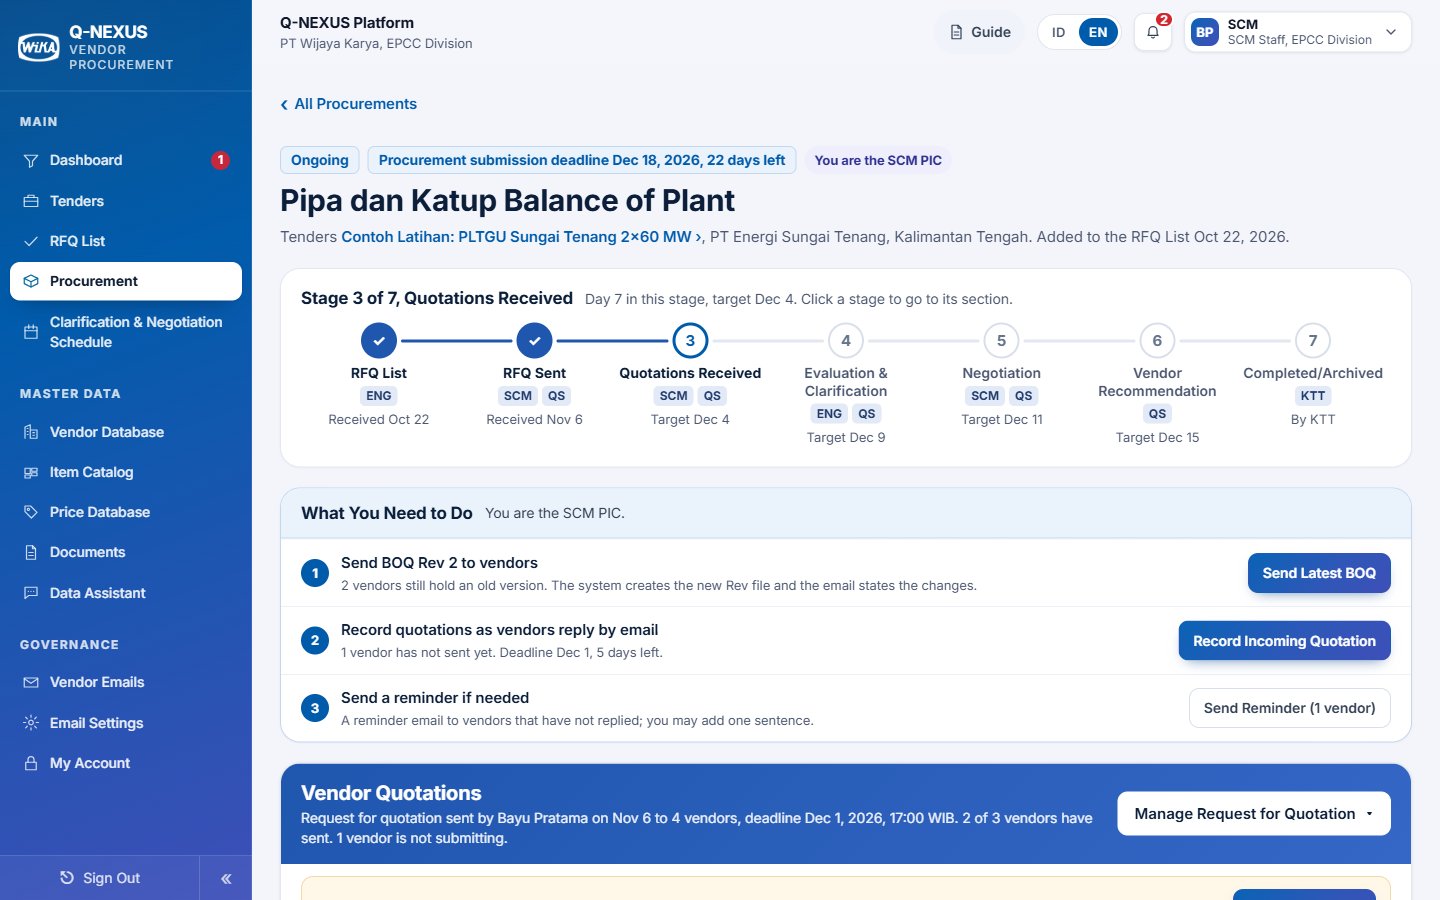 WIKA
Q-NEXUS
VENDOR
PROCUREMENT
MAIN
Dashboard 1
Tenders
RFQ List
Procurement
Clarification & Negotiation
Schedule
MASTER DATA
Vendor Database
Item Catalog
Price Database
Documents
Data Assistant
GOVERNANCE
Vendor Emails
Email Settings
My Account
Sign Out «
Q-NEXUS Platform
PT Wijaya Karya, EPCC Division
Guide
ID EN
2
BP
SCM
SCM Staff, EPCC Division
‹ All Procurements
Ongoing
Procurement submission deadline Dec 18, 2026, 22 days left
You are the SCM PIC
Pipa dan Katup Balance of Plant
Tenders Contoh Latihan: PLTGU Sungai Tenang 2×60 MW ›, PT Energi Sungai Tenang, Kalimantan Tengah. Added to the RFQ List Oct 22, 2026.
Stage 3 of 7, Quotations Received Day 7 in this stage, target Dec 4. Click a stage to go to its section.
RFQ List
ENG
Received Oct 22
RFQ Sent
SCM QS
Received Nov 6
3
Quotations Received
SCM QS
Target Dec 4
4
Evaluation &
Clarification
ENG QS
Target Dec 9
5
Negotiation
SCM QS
Target Dec 11
6
Vendor
Recommendation
QS
Target Dec 15
7
Completed/Archived
KTT
By KTT
What You Need to Do You are the SCM PIC.
1
Send BOQ Rev 2 to vendors
2 vendors still hold an old version. The system creates the new Rev file and the email states the changes.
Send Latest BOQ
2
Record quotations as vendors reply by email
1 vendor has not sent yet. Deadline Dec 1, 5 days left.
Record Incoming Quotation
3
Send a reminder if needed
A reminder email to vendors that have not replied; you may add one sentence.
Send Reminder (1 vendor)
Vendor Quotations
Request for quotation sent by Bayu Pratama on Nov 6 to 4 vendors, deadline Dec 1, 2026, 17:00 WIB. 2 of 3 vendors have
sent. 1 vendor is not submitting.
Manage Request for Quotation